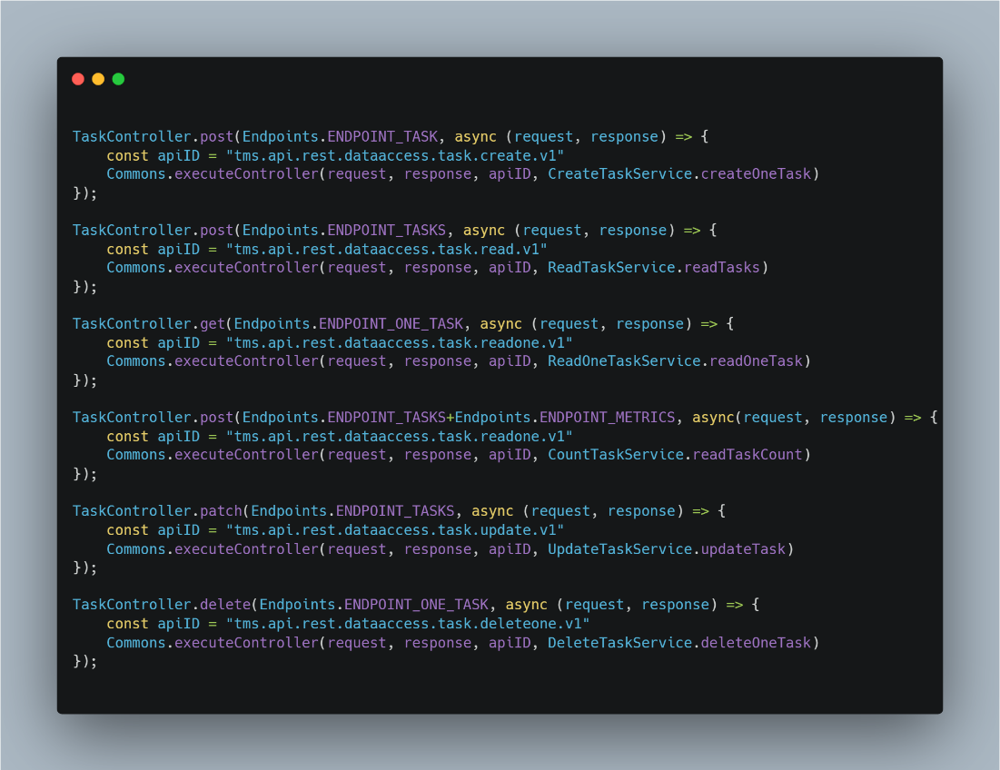 TaskController.post(Endpoints.ENDPOINT_TASK, async (request, response) => {
    const apiID = "tms.api.rest.dataaccess.task.create.v1"
    Commons.executeController(request, response, apiID, CreateTaskService.createOneTask)
});

TaskController.post(Endpoints.ENDPOINT_TASKS, async (request, response) => {
    const apiID = "tms.api.rest.dataaccess.task.read.v1"
    Commons.executeController(request, response, apiID, ReadTaskService.readTasks)
});

TaskController.get(Endpoints.ENDPOINT_ONE_TASK, async (request, response) => {
    const apiID = "tms.api.rest.dataaccess.task.readone.v1"
    Commons.executeController(request, response, apiID, ReadOneTaskService.readOneTask)
});

TaskController.post(Endpoints.ENDPOINT_TASKS+Endpoints.ENDPOINT_METRICS, async(request, response) => {
    const apiID = "tms.api.rest.dataaccess.task.readone.v1"
    Commons.executeController(request, response, apiID, CountTaskService.readTaskCount)
});

TaskController.patch(Endpoints.ENDPOINT_TASKS, async (request, response) => {
    const apiID = "tms.api.rest.dataaccess.task.update.v1"
    Commons.executeController(request, response, apiID, UpdateTaskService.updateTask)
});

TaskController.delete(Endpoints.ENDPOINT_ONE_TASK, async (request, response) => {
    const apiID = "tms.api.rest.dataaccess.task.deleteone.v1"
    Commons.executeController(request, response, apiID, DeleteTaskService.deleteOneTask)
});